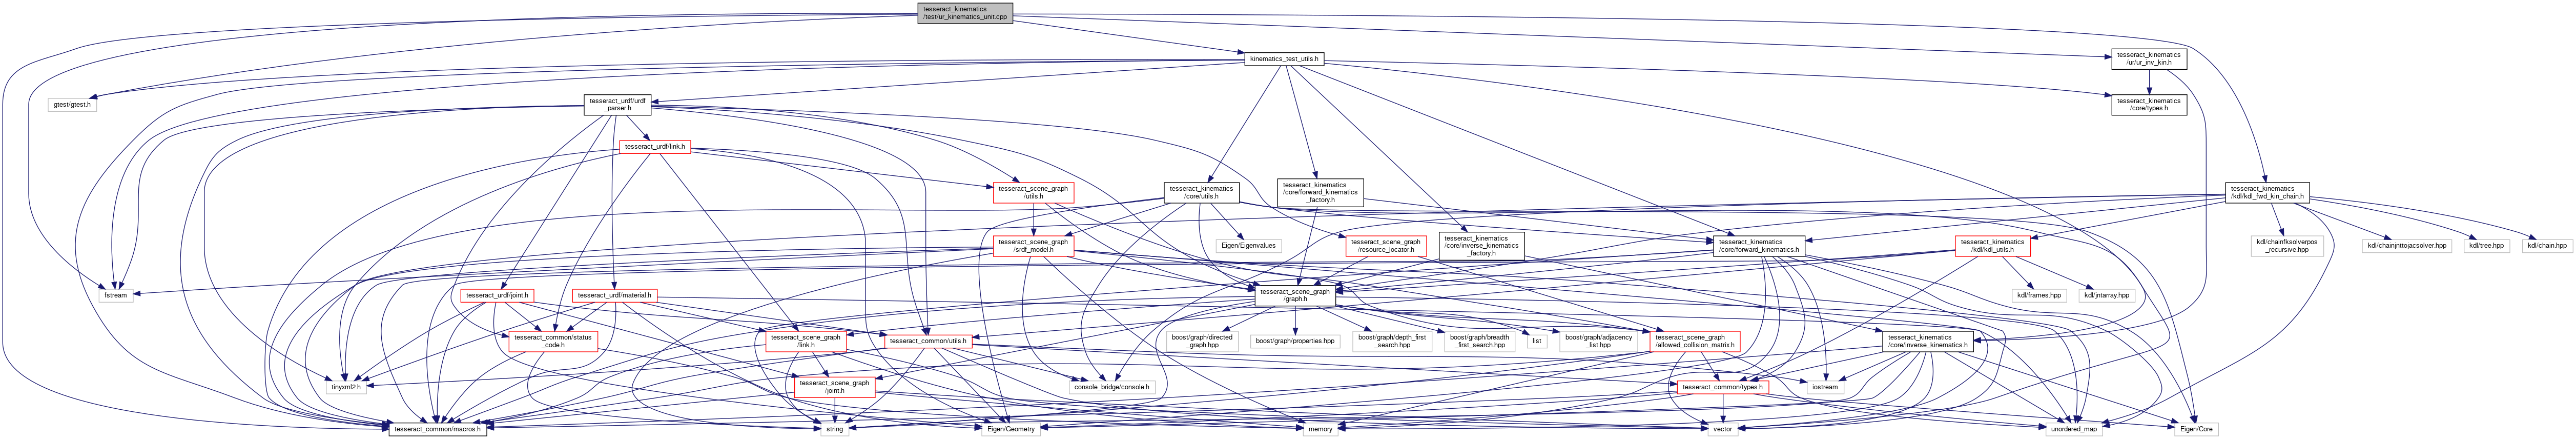 tesseract_kinematics
/test/ur_kinematics_unit.cpp
kinematics_test_utils.h
tesseract_kinematics
/ur/ur_inv_kin.h
gtest/gtest.h
tesseract_urdf/urdf
_parser.h
tesseract_kinematics
/core/types.h
tesseract_urdf/link.h
tesseract_scene_graph
/utils.h
tesseract_kinematics
/core/utils.h
tesseract_kinematics
/core/forward_kinematics
_factory.h
tesseract_kinematics
/kdl/kdl_fwd_kin_chain.h
tesseract_scene_graph
/srdf_model.h
Eigen/Eigenvalues
tesseract_scene_graph
/resource_locator.h
tesseract_kinematics
/core/inverse_kinematics
_factory.h
tesseract_kinematics
/core/forward_kinematics.h
tesseract_kinematics
/kdl/kdl_utils.h
kdl/chainfksolverpos
_recursive.hpp
kdl/chainjnttojacsolver.hpp
kdl/tree.hpp
kdl/chain.hpp
fstream
tesseract_urdf/joint.h
tesseract_urdf/material.h
tesseract_scene_graph
/graph.h
kdl/frames.hpp
kdl/jntarray.hpp
tesseract_common/status
_code.h
tesseract_scene_graph
/link.h
tesseract_common/utils.h
boost/graph/directed
_graph.hpp
boost/graph/properties.hpp
boost/graph/depth_first
_search.hpp
boost/graph/breadth
_first_search.hpp
list
boost/graph/adjacency
_list.hpp
tesseract_scene_graph
/allowed_collision_matrix.h
tesseract_kinematics
/core/inverse_kinematics.h
tinyxml2.h
tesseract_scene_graph
/joint.h
console_bridge/console.h
tesseract_common/types.h
iostream
tesseract_common/macros.h
string
Eigen/Geometry
memory
vector
unordered_map
Eigen/Core